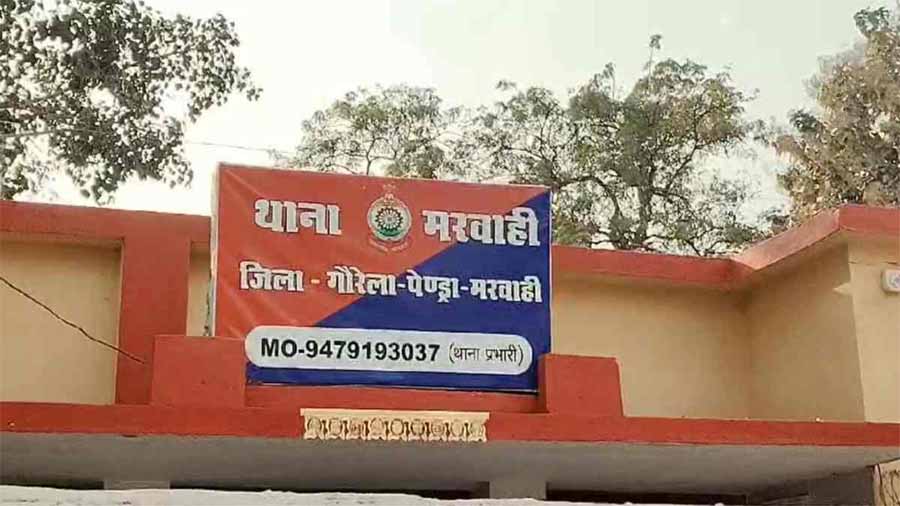 थाना मरवाही
जिला - गौरेला-पेण्ड्रा-मरवाही
MO-9479193037 (थाना प्रभारी)